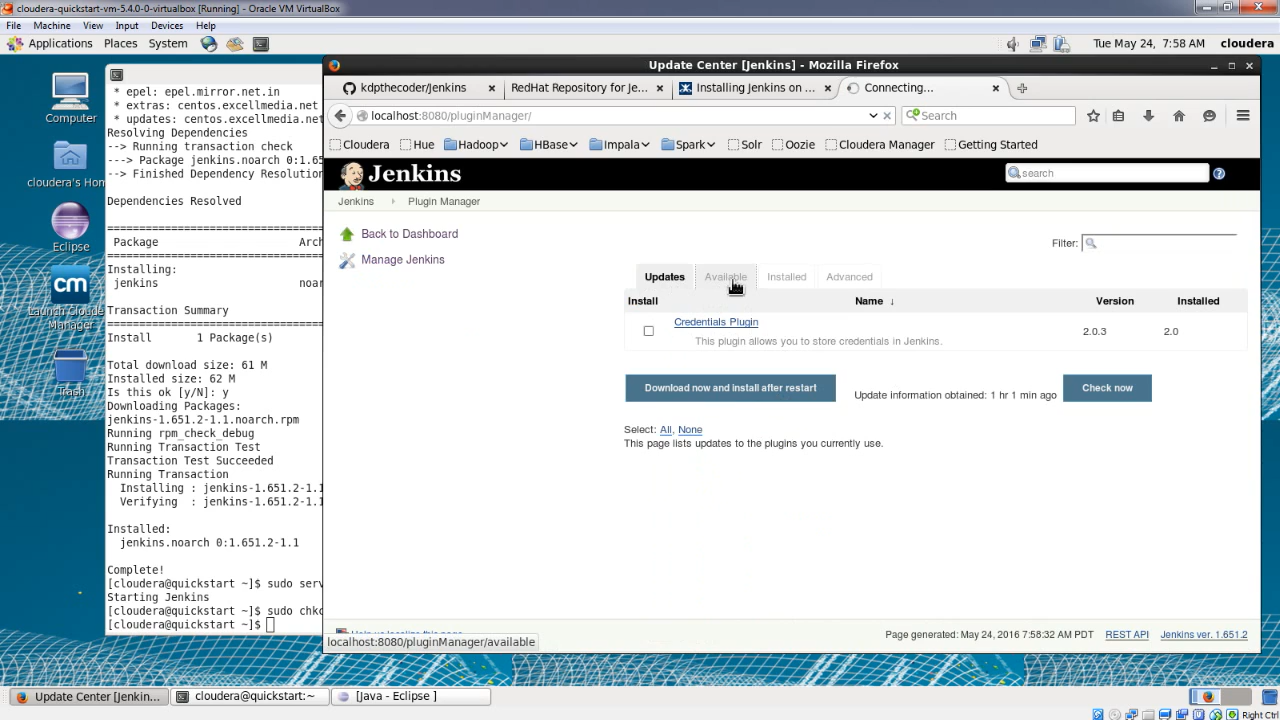 cloudera-quickstart-vm-5.4.0-0-virtualbox [Running] - Oracle VM VirtualBox
File Machine View Input Devices Help
Applications Places System Tue May 24, 7:58 AM cloudera
Computer
cloudera's Hom
Eclipse
Launch Cloude
Manager
Trash
* epel: epel.mirror.net.in
* extras: centos.excellmedia.net
* updates: centos.excellmedia.net
Resolving Dependencies
--> Running transaction check
---> Package jenkins.noarch 0:1.65
--> Finished Dependency Resolution
Dependencies Resolved
Package Arch
Installing:
jenkins noar
Transaction Summary
Install 1 Package(s)
Total download size: 61 M
Installed size: 62 M
Is this ok [y/N]: y
Downloading Packages:
jenkins-1.651.2-1.1.noarch.rpm
Running rpm_check_debug
Running Transaction Test
Transaction Test Succeeded
Running Transaction
Installing : jenkins-1.651.2-1.1
Verifying : jenkins-1.651.2-1.1
Installed:
jenkins.noarch 0:1.651.2-1.1
Complete!
[cloudera@quickstart ~]$ sudo serv
Starting Jenkins
[cloudera@quickstart ~]$ sudo chkc
[cloudera@quickstart ~]$
Update Center [Jenkins] - Mozilla Firefox
kdpthecoder/Jenkins RedHat Repository for Je... Installing Jenkins on ... Connecting...
localhost:8080/pluginManager/ Search
Cloudera Hue Hadoop HBase Impala Spark Solr Oozie Cloudera Manager Getting Started
Jenkins search
Jenkins Plugin Manager
Back to Dashboard
Manage Jenkins
Filter:
Updates Available Installed Advanced
Install Name ↓ Version Installed
Credentials Plugin 2.0.3 2.0
This plugin allows you to store credentials in Jenkins.
Download now and install after restart Update information obtained: 1 hr 1 min ago Check now
Select: All, None
This page lists updates to the plugins you currently use.
Help us localize this page Page generated: May 24, 2016 7:58:32 AM PDT REST API Jenkins ver. 1.651.2
localhost:8080/pluginManager/available
Update Center [Jenkin... cloudera@quickstart:~ [Java - Eclipse ]
Right Ctrl